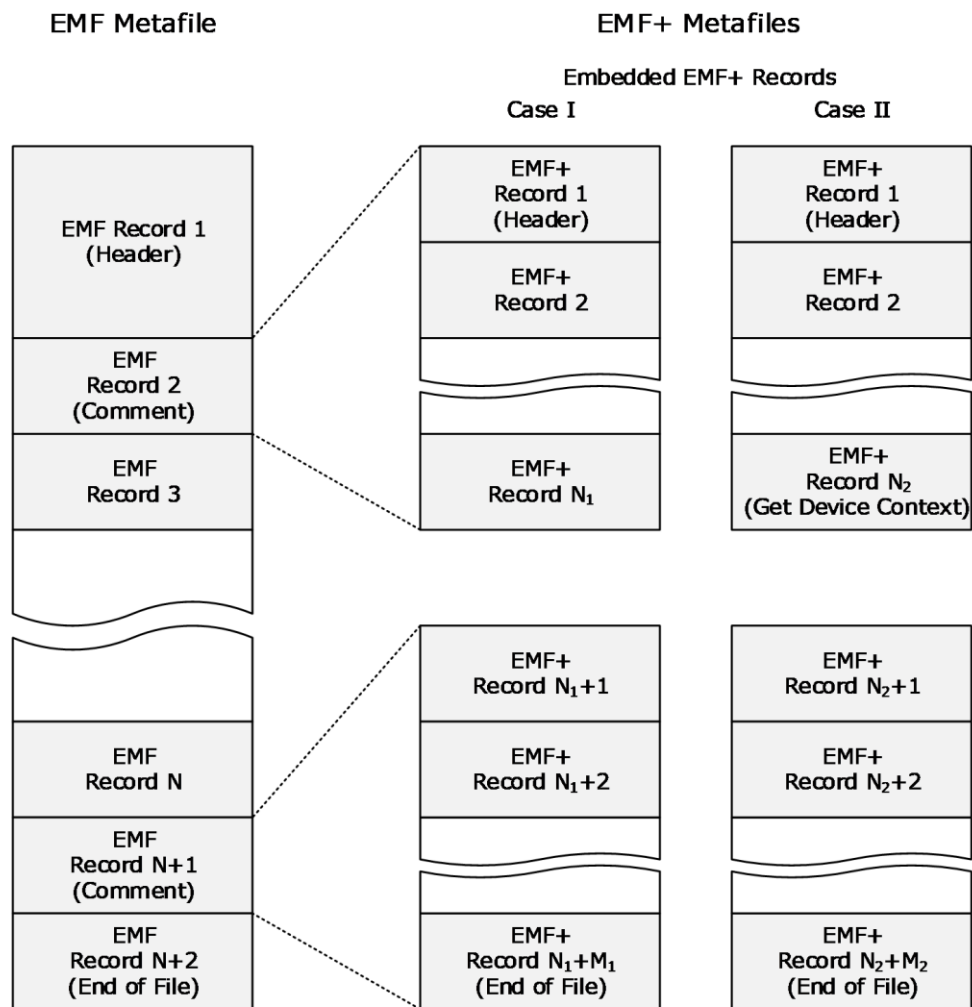 EMF Metafile
EMF+ Metafiles
Embedded EMF+ Records
Case I
Case II
EMF Record 1
(Header)
EMF
Record 2
(Comment)
EMF
Record 3
EMF
Record N
EMF
Record N+1
(Comment)
EMF
Record N+2
(End of File)
EMF+
Record 1
(Header)
EMF+
Record 2
EMF+
Record N₁
EMF+
Record N₁+1
EMF+
Record N₁+2
EMF+
Record N₁+M₁
(End of File)
EMF+
Record 1
(Header)
EMF+
Record 2
EMF+
Record N₂
(Get Device Context)
EMF+
Record N₂+1
EMF+
Record N₂+2
EMF+
Record N₂+M₂
(End of File)